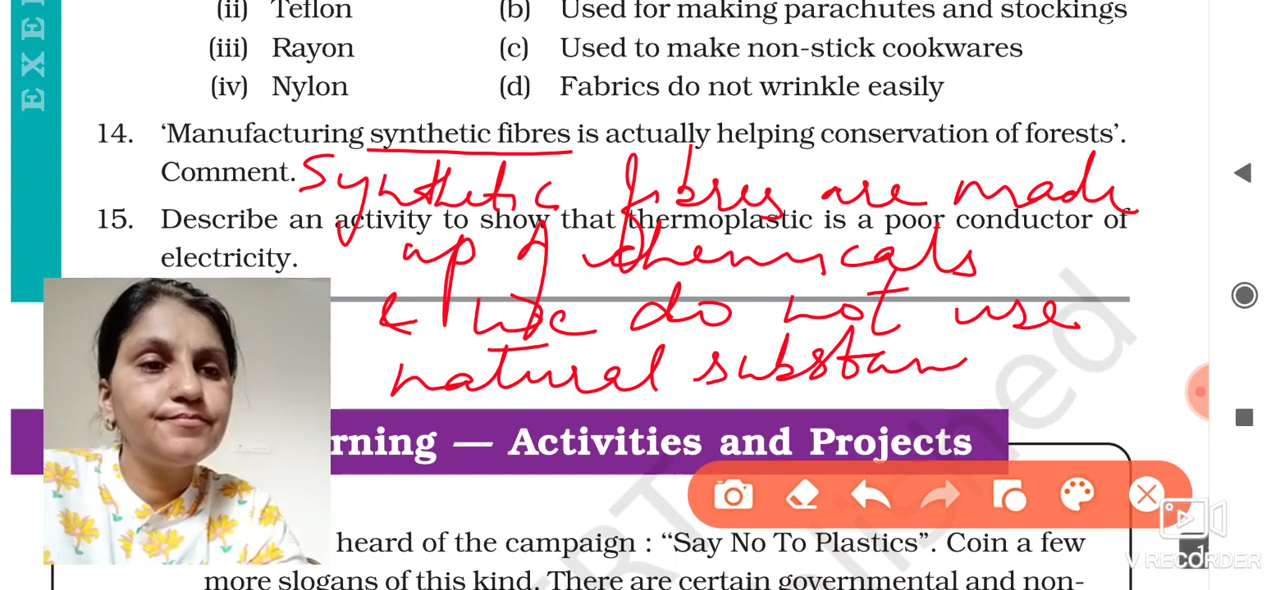 EXER
(ii) Teflon (b) Used for making parachutes and stockings
(iii) Rayon (c) Used to make non-stick cookwares
(iv) Nylon (d) Fabrics do not wrinkle easily
14. ‘Manufacturing synthetic fibres is actually helping conservation of forests’.
Comment.
Synthetic fibres are made
15. Describe an activity to show that thermoplastic is a poor conductor of
electricity.
up of chemicals
& we do not use
natural substan
rning — Activities and Projects
heard of the campaign : “Say No To Plastics”. Coin a few
more slogans of this kind. There are certain governmental and non-
V RECORDER